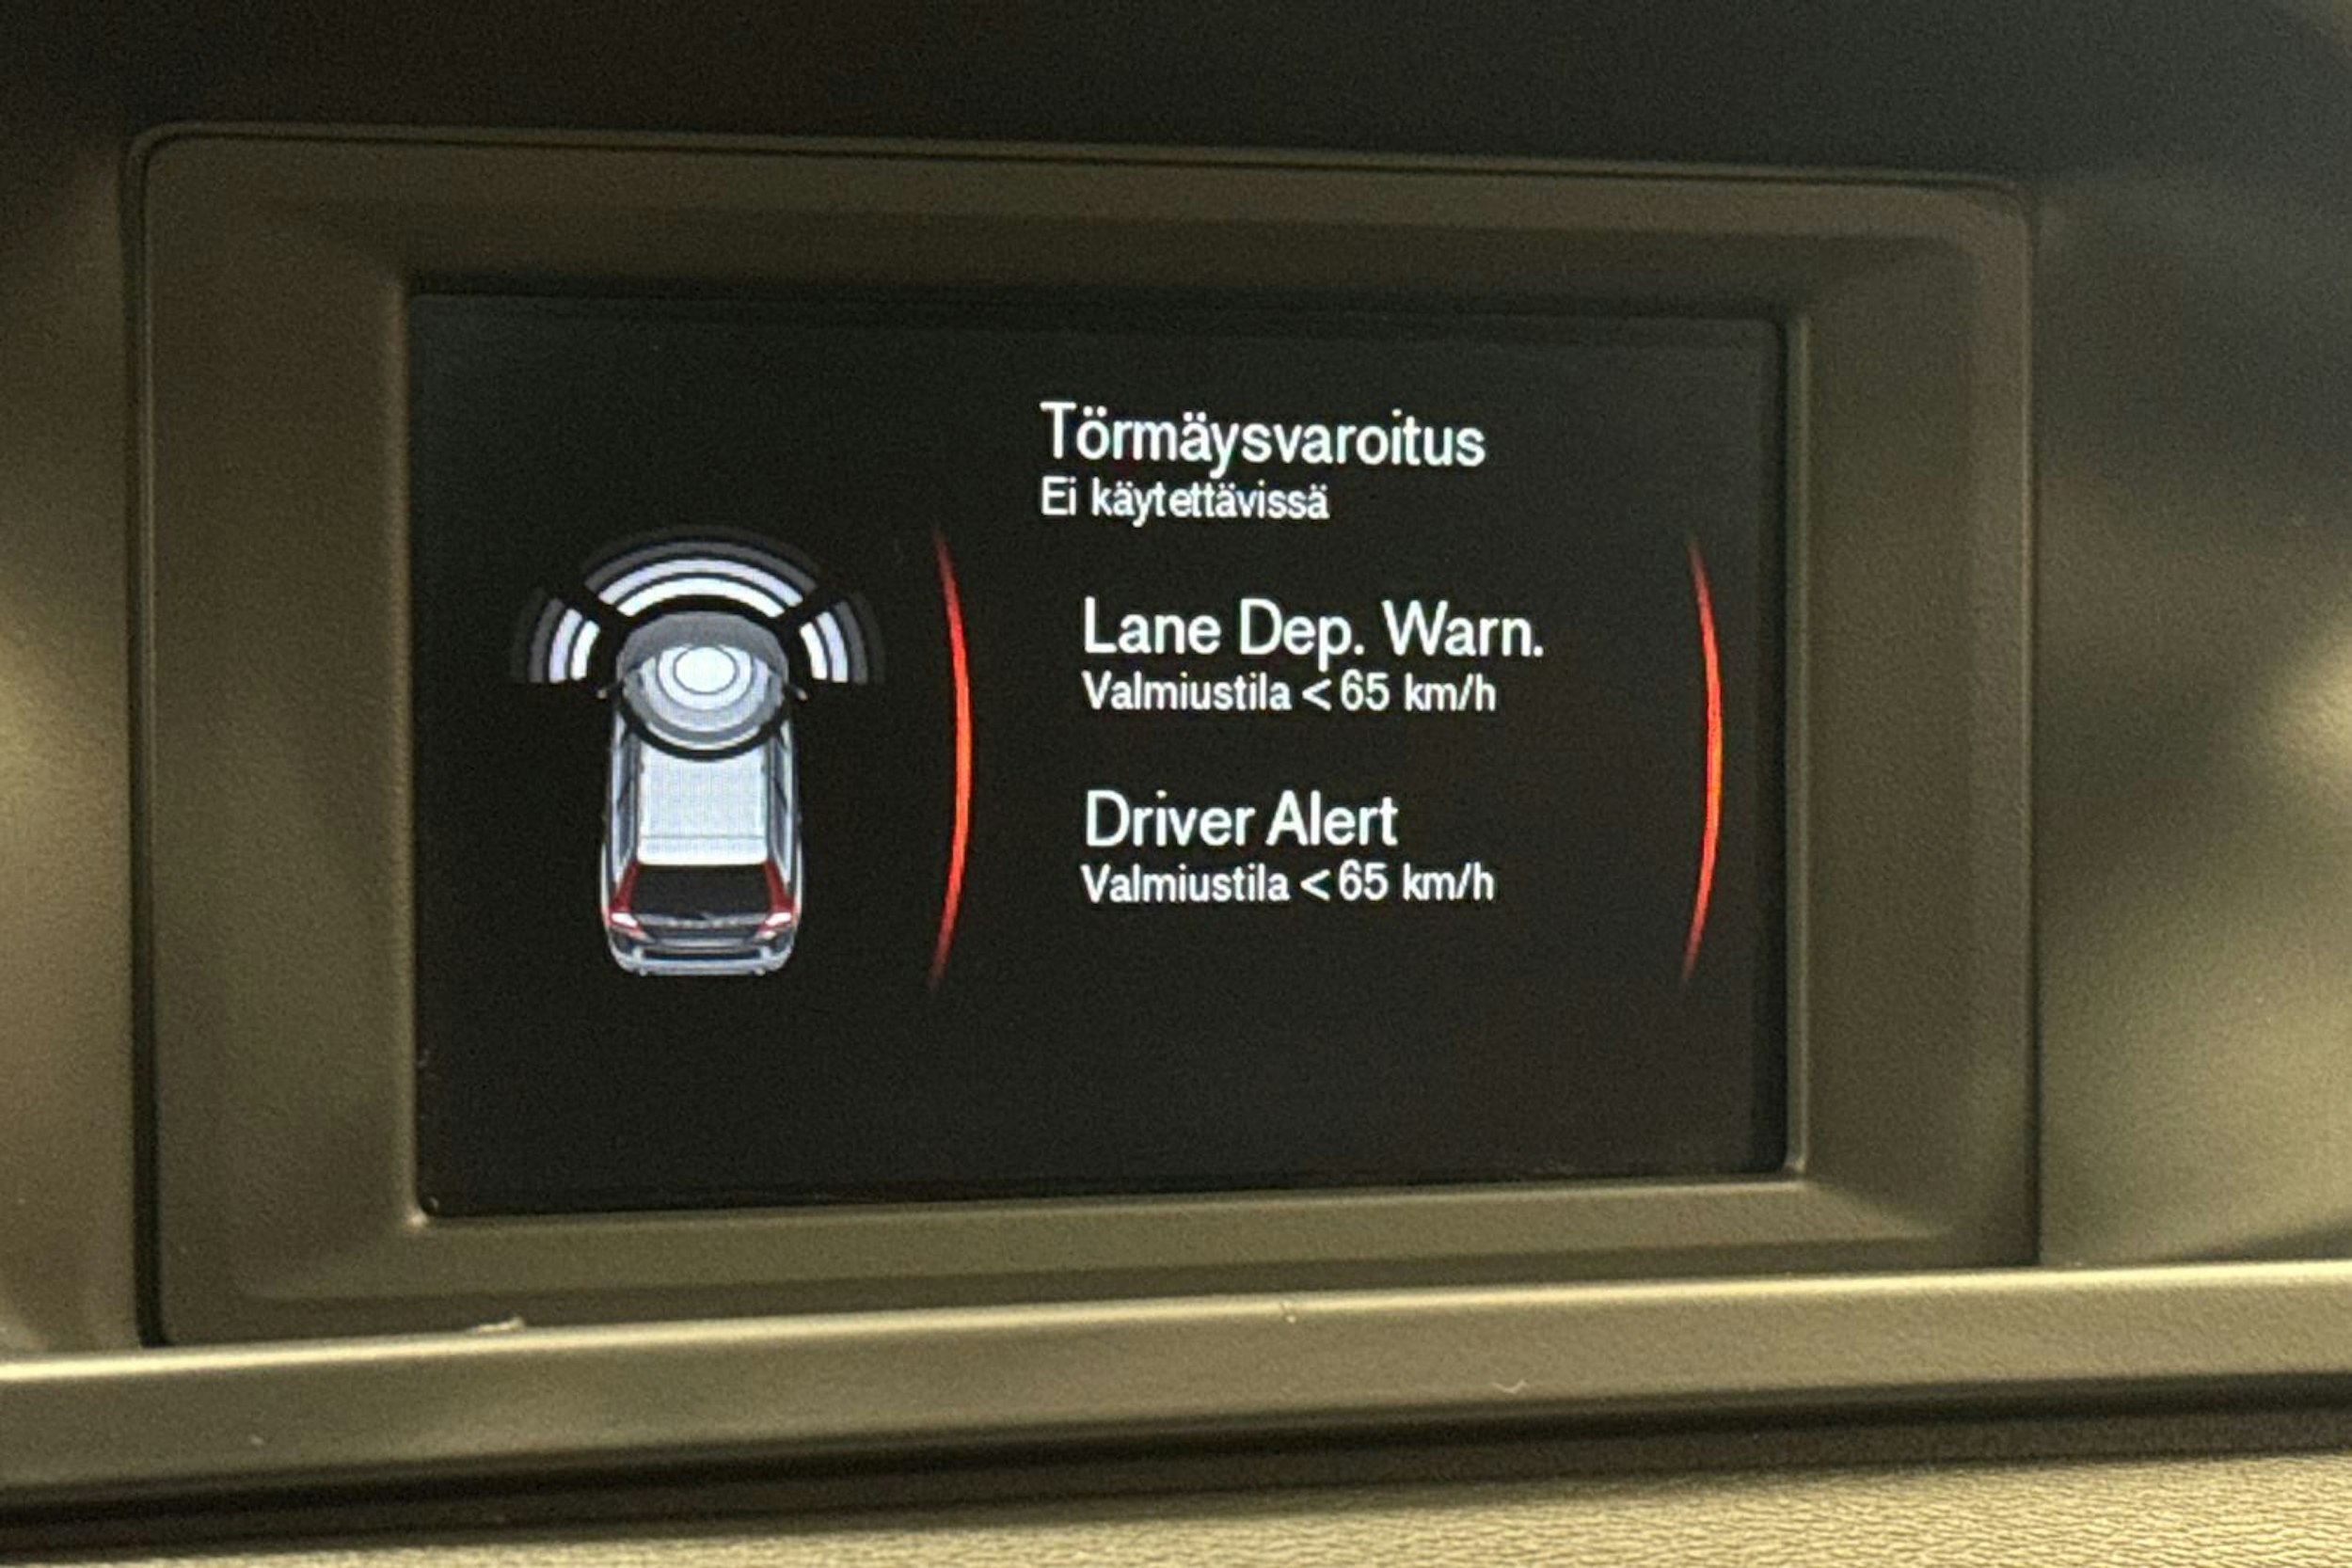 Törmäysvaroitus
Ei käytettävissä
Lane Dep. Warn.
Valmiustila < 65 km/h
Driver Alert
Valmiustila < 65 km/h